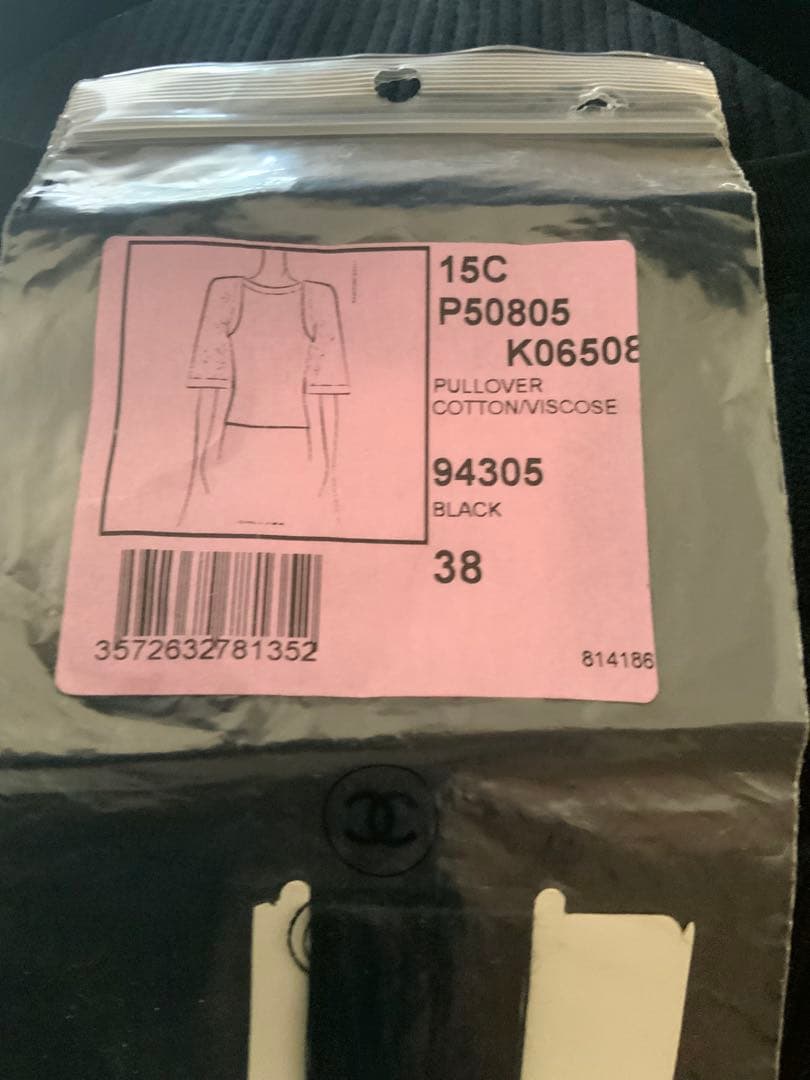 15C
P50805
K06508
PULLOVER
COTTON/VISCOSE
94305
BLACK
38
3572632781352
814186